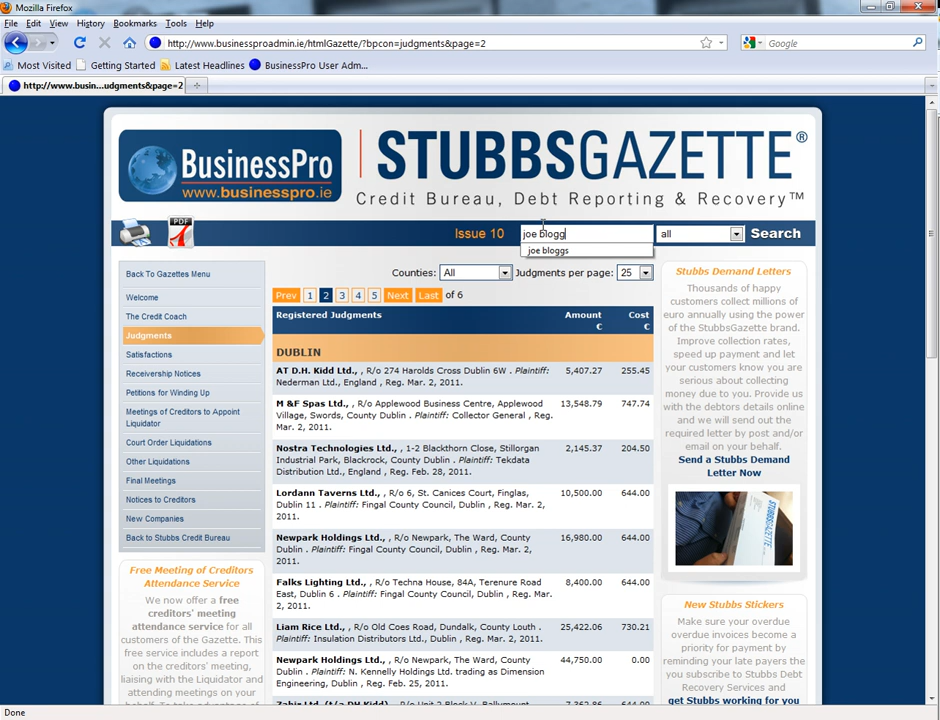 Mozilla Firefox
File Edit View History Bookmarks Tools Help
http://www.businessproadmin.ie/htmlGazette/?bpcon=judgments&page=2
Google
Most Visited Getting Started Latest Headlines BusinessPro User Adm...
http://www.busin...udgments&page=2
BusinessPro
www.businesspro.ie
STUBBSGAZETTE®
Credit Bureau, Debt Reporting & Recovery™
PDF
Issue 10 joe blogg all Search
joe bloggs
Back To Gazettes Menu
Welcome
The Credit Coach
Judgments
Satisfactions
Receivership Notices
Petitions for Winding Up
Meetings of Creditors to Appoint
Liquidator
Court Order Liquidations
Other Liquidations
Final Meetings
Notices to Creditors
New Companies
Back to Stubbs Credit Bureau
Free Meeting of Creditors
Attendance Service
We now offer a free
creditors' meeting
attendance service for all
customers of the Gazette. This
free service includes a report
on the creditors' meeting,
liaising with the Liquidator and
attending meetings on your
behalf. To take advantage of
Counties: All Judgments per page: 25
Prev 1 2 3 4 5 Next Last of 6
Registered Judgments Amount Cost
€ €
DUBLIN
AT D.H. Kidd Ltd., , R/o 274 Harolds Cross Dublin 6W . Plaintiff: 5,407.27 255.45
Nederman Ltd., England , Reg. Mar. 2, 2011.
M &F Spas Ltd., , R/o Applewood Business Centre, Applewood 13,548.79 747.74
Village, Swords, County Dublin . Plaintiff: Collector General , Reg.
Mar. 2, 2011.
Nostra Technologies Ltd., , 1-2 Blackthorn Close, Stillorgan 2,145.37 204.50
Industrial Park, Blackrock, County Dublin . Plaintiff: Tekdata
Distribution Ltd., England , Reg. Feb. 28, 2011.
Lordann Taverns Ltd., , R/o 6, St. Canices Court, Finglas, 10,500.00 644.00
Dublin 11 . Plaintiff: Fingal County Council, Dublin , Reg. Mar. 2,
2011.
Newpark Holdings Ltd., , R/o Newpark, The Ward, County 16,980.00 644.00
Dublin . Plaintiff: Fingal County Council, Dublin , Reg. Mar. 2,
2011.
Falks Lighting Ltd., , R/o Techna House, 84A, Terenure Road 8,400.00 644.00
East, Dublin 6 . Plaintiff: Fingal County Council, Dublin , Reg. Mar.
2, 2011.
Liam Rice Ltd., , R/o Old Coes Road, Dundalk, County Louth . 25,422.06 730.21
Plaintiff: Insulation Distributors Ltd., Dublin , Reg. Mar. 1, 2011.
Newpark Holdings Ltd., , R/o Newpark, The Ward, County 44,750.00 0.00
Dublin . Plaintiff: N. Kennelly Holdings Ltd. trading as Dimension
Engineering, Dublin , Reg. Feb. 25, 2011.
Stubbs Demand Letters
Thousands of happy
customers collect millions of
euro annually using the power
of the StubbsGazette brand.
Improve collection rates,
speed up payment and let
your customers know you are
serious about collecting
money due to you. Provide us
with the debtors details online
and we will send out the
required letter by post and/or
email on your behalf.
Send a Stubbs Demand
Letter Now
STUBBSGAZETTE
New Stubbs Stickers
Make sure your overdue
overdue invoices become a
priority for payment by
reminding your late payers the
you subscribe to Stubbs Debt
Recovery Services and
get Stubbs working for you
Done